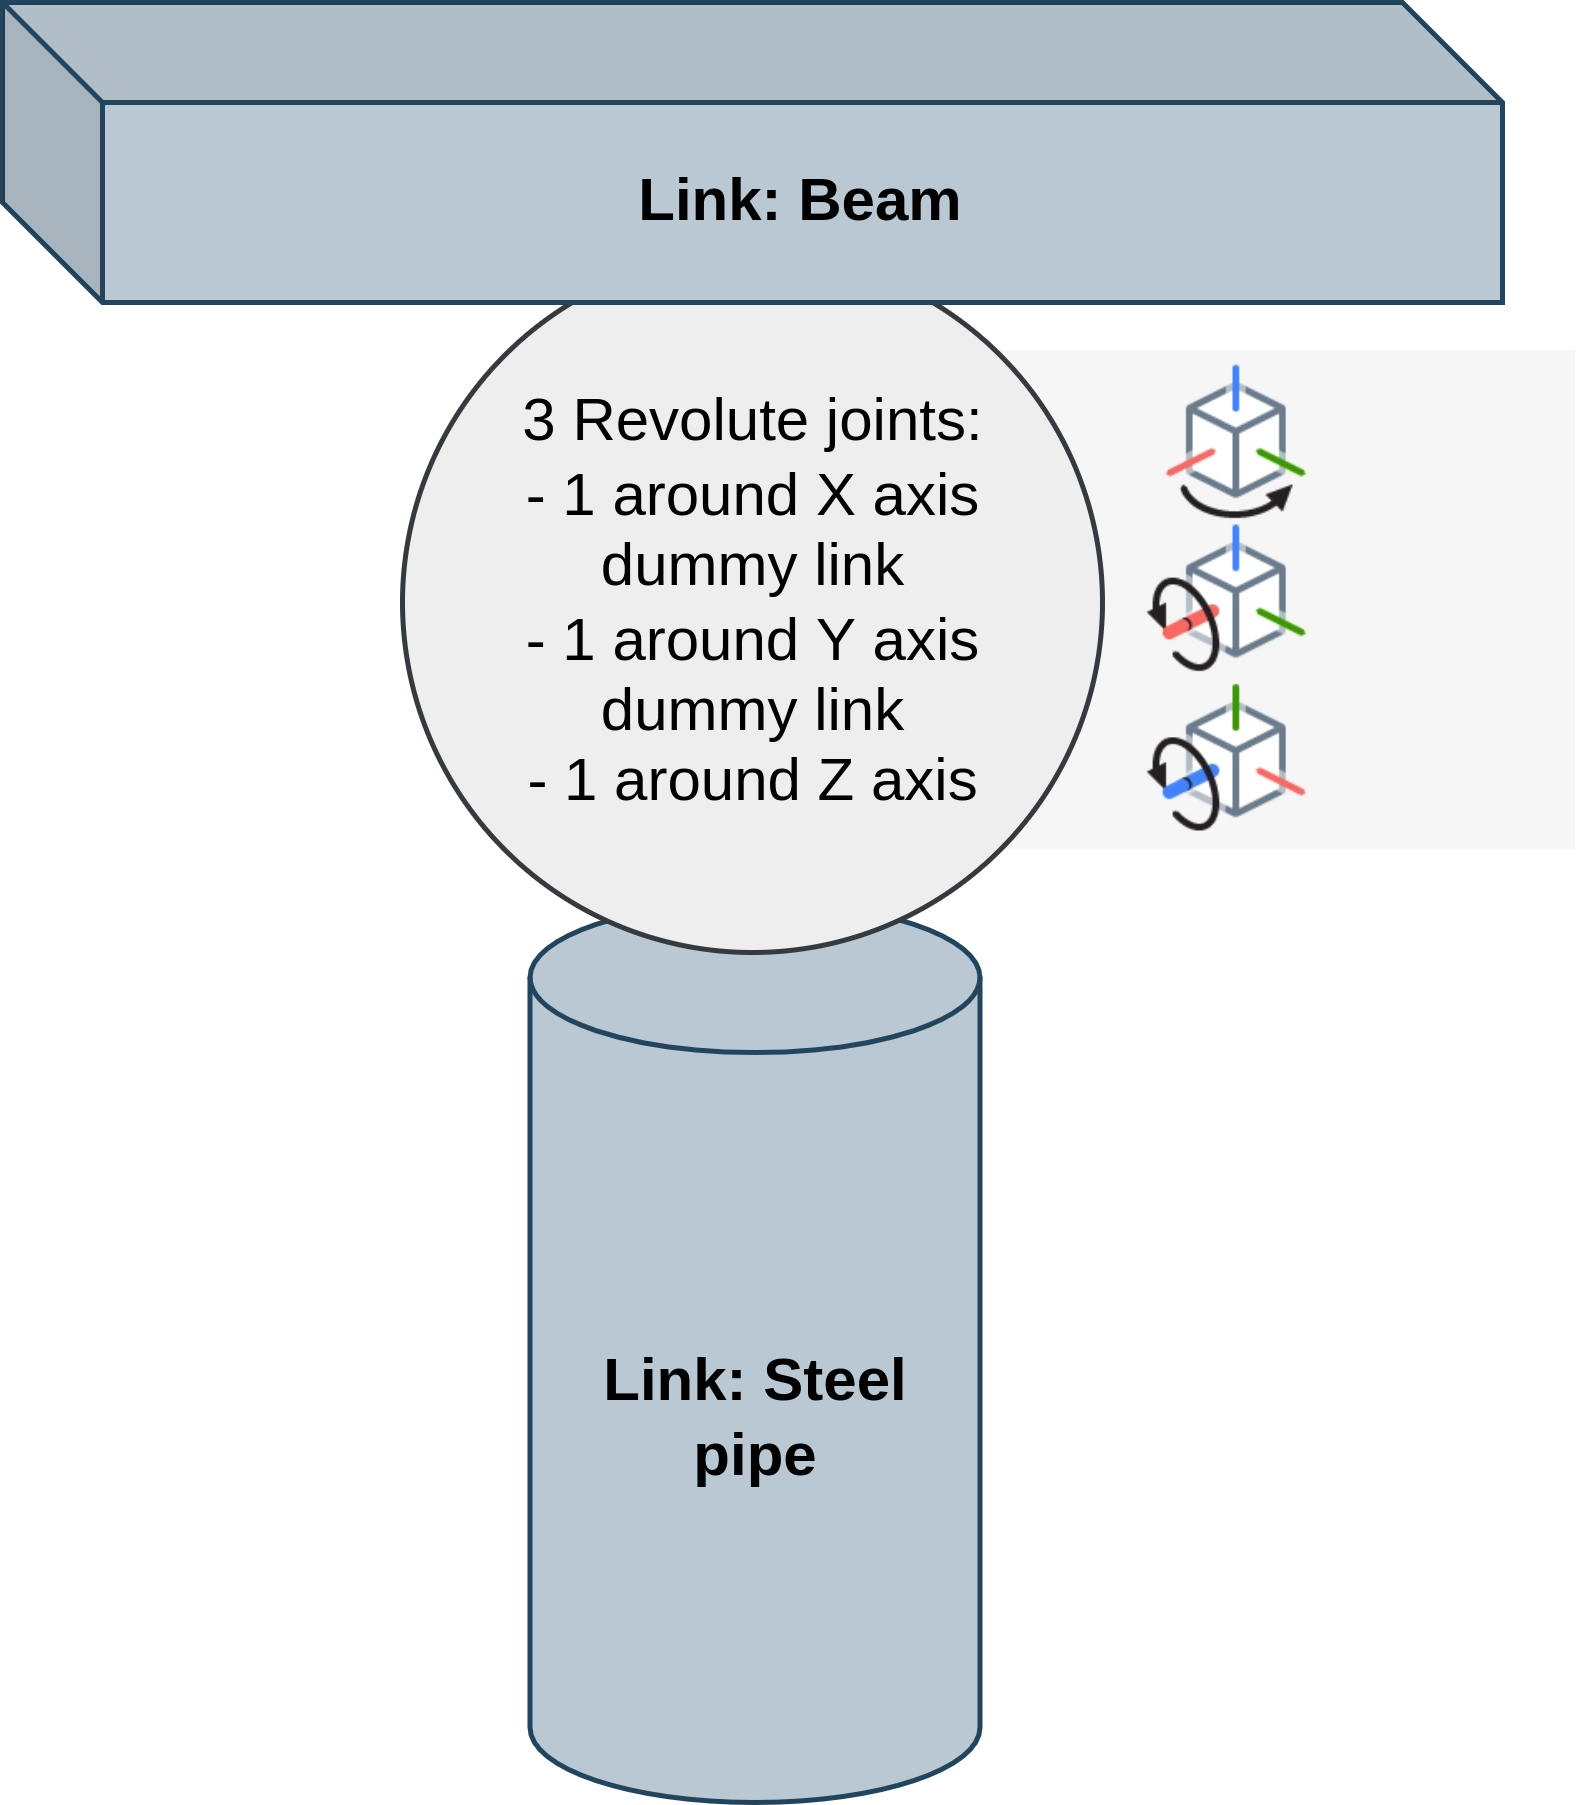 Link: Beam
3 Revolute joints:
- 1 around X axis
dummy link
- 1 around Y axis
dummy link
- 1 around Z axis
Link: Steel
pipe